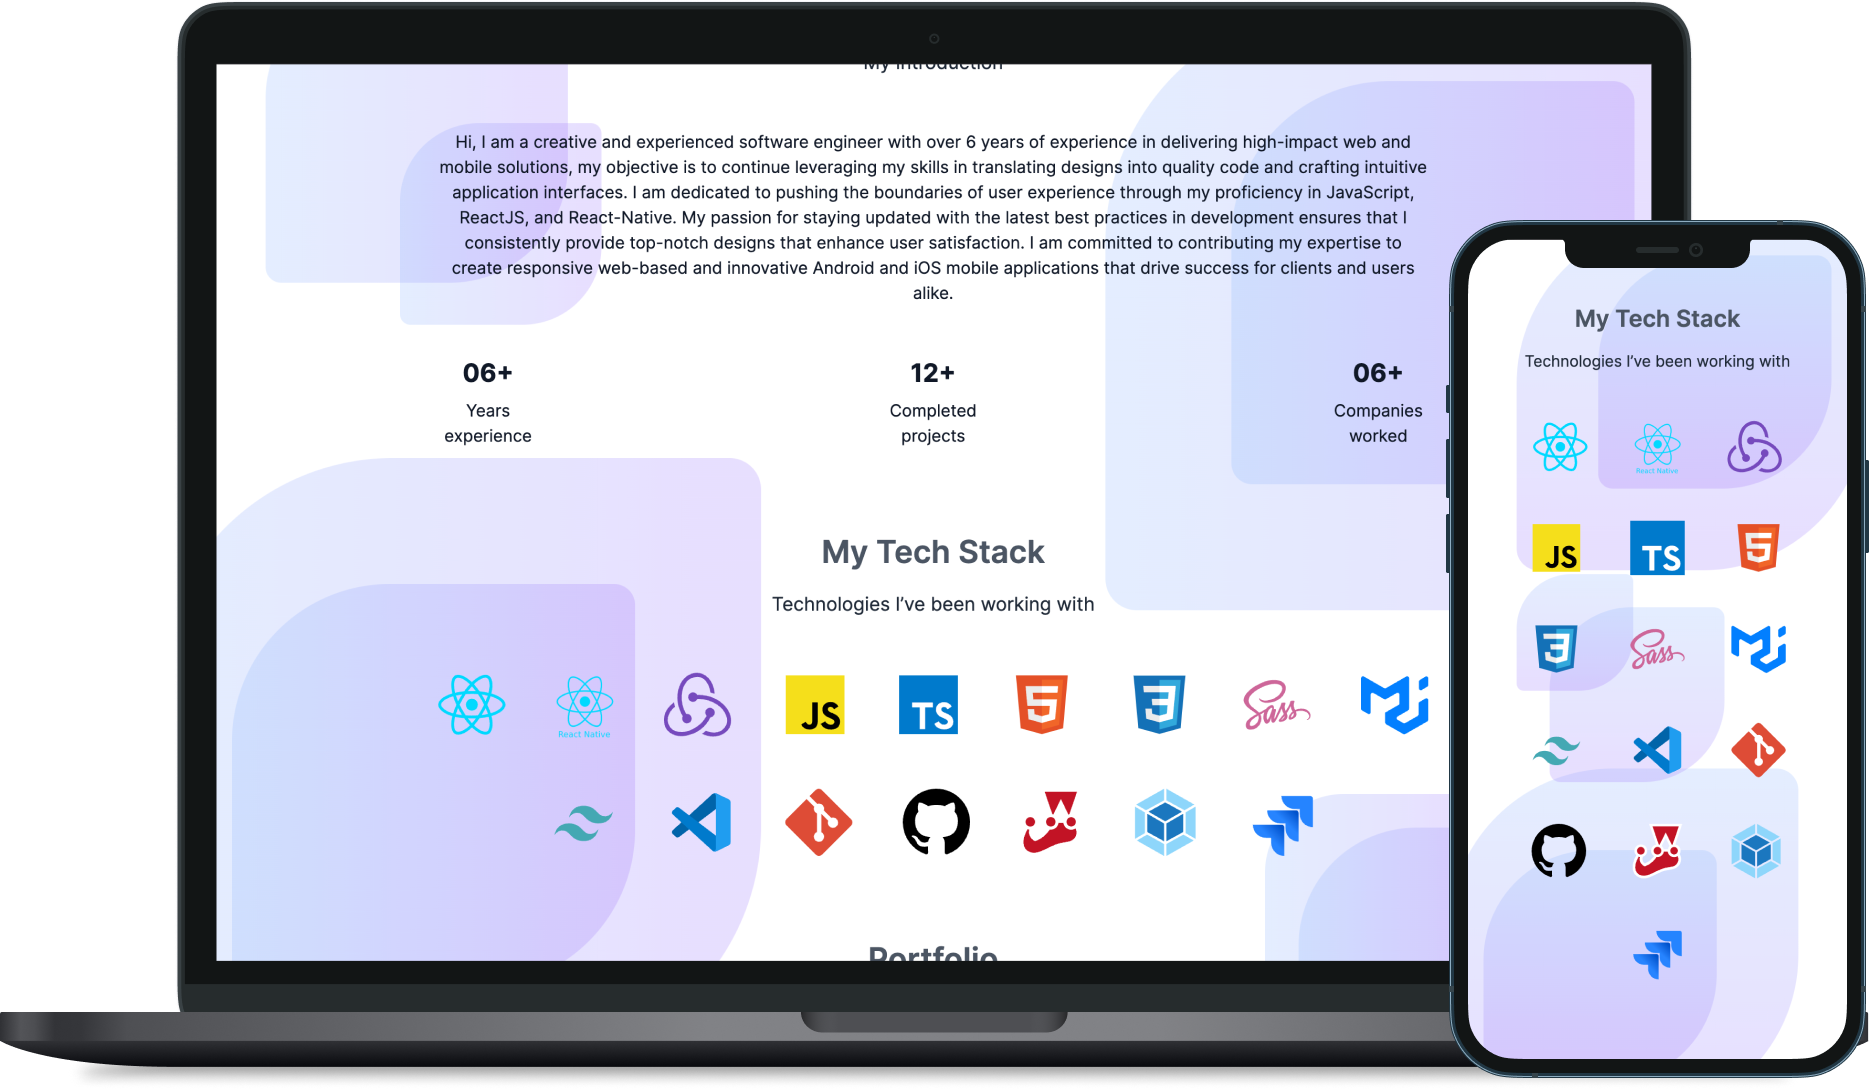 My Introduction
Hi, I am a creative and experienced software engineer with over 6 years of experience in delivering high-impact web and
mobile solutions, my objective is to continue leveraging my skills in translating designs into quality code and crafting intuitive
application interfaces. I am dedicated to pushing the boundaries of user experience through my proficiency in JavaScript,
ReactJS, and React-Native. My passion for staying updated with the latest best practices in development ensures that I
consistently provide top-notch designs that enhance user satisfaction. I am committed to contributing my expertise to
create responsive web-based and innovative Android and iOS mobile applications that drive success for clients and users
alike.
06+
Years
experience
12+
Completed
projects
06+
Companies
worked
My Tech Stack
Technologies I’ve been working with
React Native
JS
TS
5
3
Sass
Portfolio
My Tech Stack
Technologies I’ve been working with
React Native
JS
TS
5
3
Sass